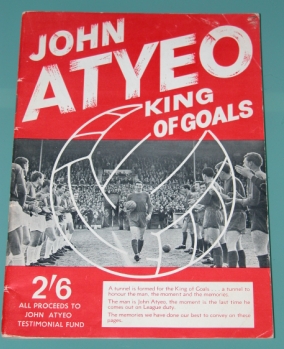 JOHN
ATYEO
KING
OF GOALS
2'6
ALL PROCEEDS TO
JOHN ATYEO
TESTIMONIAL FUND
A tunnel is formed for the King of Goals . . . a tunnel to
honour the man, the moment and the memories.
The man is John Atyeo, the moment is the last time he
comes out on League duty.
The memories we have done our best to convey on these
pages.